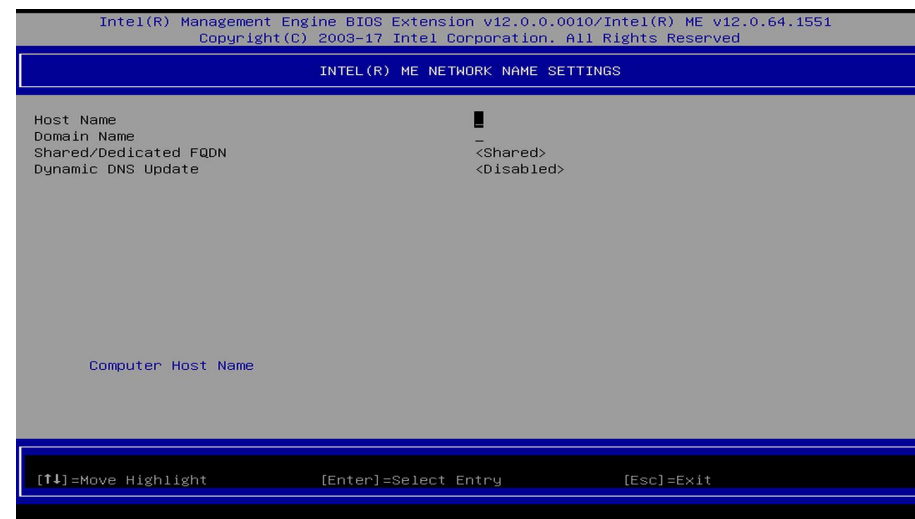 Intel(R) Management Engine BIOS Extension v12.0.0.0010/Intel(R) ME v12.0.64.1551
Copyright(C) 2003-17 Intel Corporation. All Rights Reserved
INTEL(R) ME NETWORK NAME SETTINGS
Host Name _
Domain Name _
Shared/Dedicated FQDN <Shared>
Dynamic DNS Update <Disabled>
Computer Host Name
[↑↓]=Move Highlight [Enter]=Select Entry [Esc]=Exit